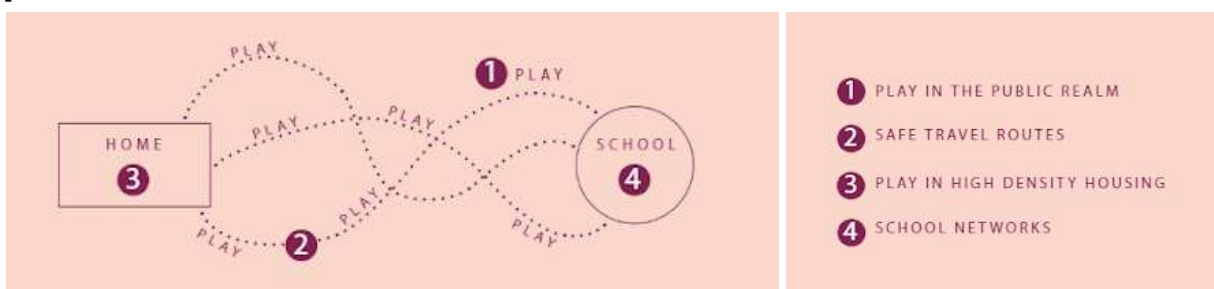 PLAY
1 PLAY
PLAY
PLAY
HOME
3
SCHOOL
4
PLAY
PLAY
2
PLAY
1 PLAY IN THE PUBLIC REALM
2 SAFE TRAVEL ROUTES
3 PLAY IN HIGH DENSITY HOUSING
4 SCHOOL NETWORKS